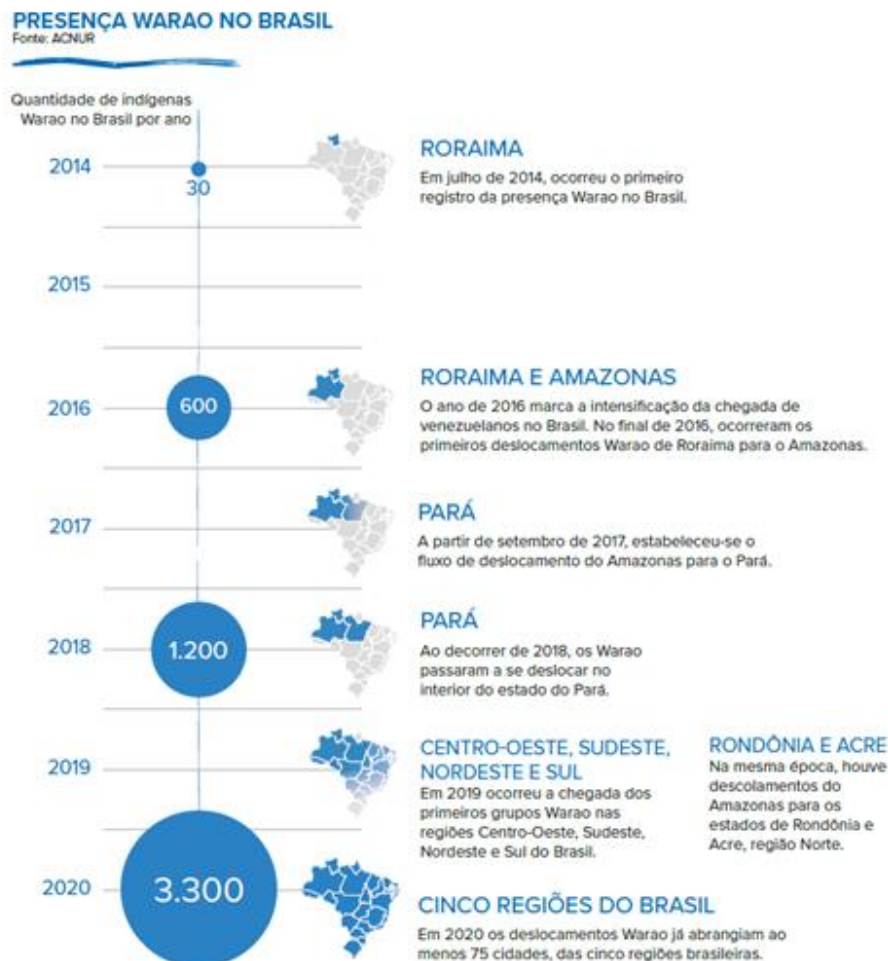 PRESENÇA WARAO NO BRASIL
Fonte: ACNUR
Quantidade de indígenas
Warao no Brasil por ano
2014
30
RORAIMA
Em julho de 2014, ocorreu o primeiro
registro da presença Warao no Brasil.
2015
2016
600
RORAIMA E AMAZONAS
O ano de 2016 marca a intensificação da chegada de
venezuelanos no Brasil. No final de 2016, ocorreram os
primeiros deslocamentos Warao de Roraima para o Amazonas.
2017
PARÁ
A partir de setembro de 2017, estabeleceu-se o
fluxo de deslocamento do Amazonas para o Pará.
2018
1.200
PARÁ
Ao decorrer de 2018, os Warao
passaram a se deslocar no
interior do estado do Pará.
2019
CENTRO-OESTE, SUDESTE,
NORDESTE E SUL
Em 2019 ocorreu a chegada dos
primeiros grupos Warao nas
regiões Centro-Oeste, Sudeste,
Nordeste e Sul do Brasil.
RONDÔNIA E ACRE
Na mesma época, houve
descolamentos do
Amazonas para os
estados de Rondônia e
Acre, região Norte.
2020
3.300
CINCO REGIÕES DO BRASIL
Em 2020 os deslocamentos Warao já abrangiam ao
menos 75 cidades, das cinco regiões brasileiras.